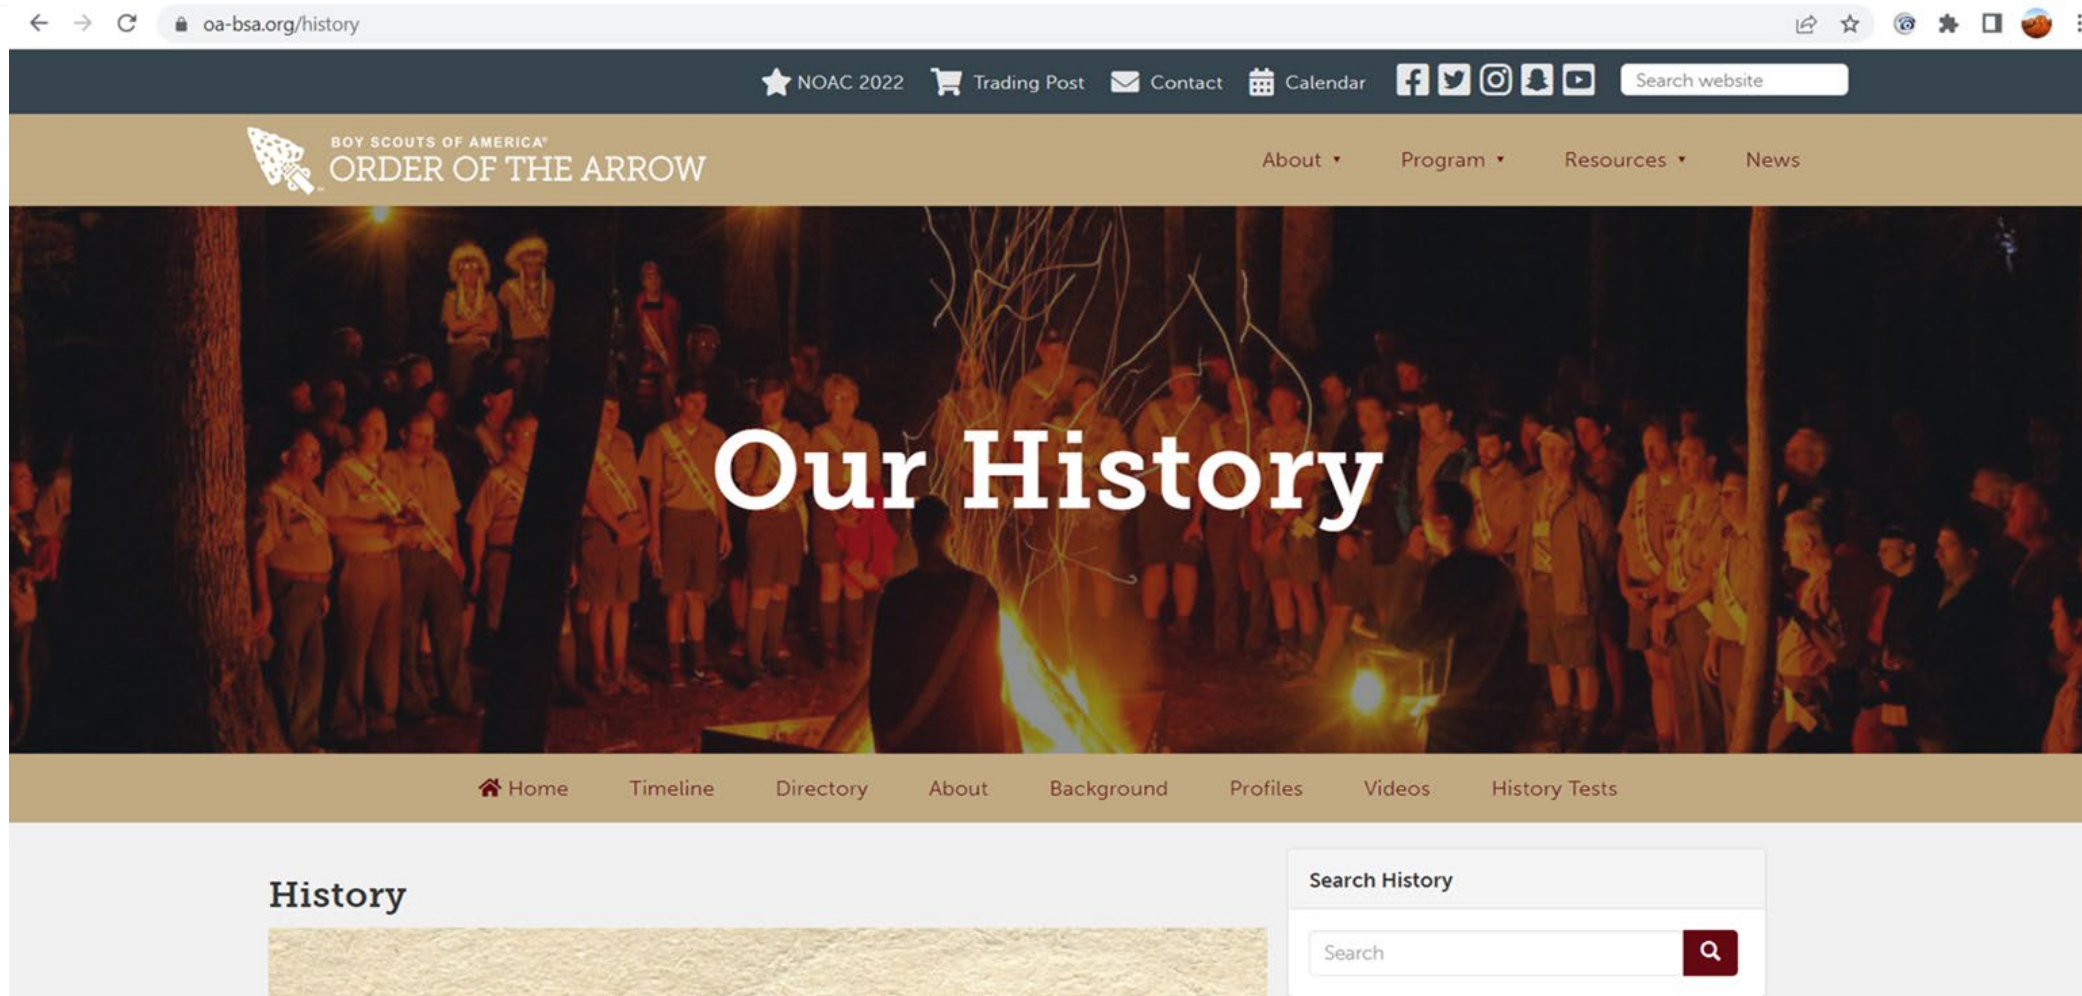 oa-bsa.org/history
NOAC 2022 Trading Post Contact Calendar Search website
BOY SCOUTS OF AMERICA®
ORDER OF THE ARROW
About Program Resources News
Our History
Home Timeline Directory About Background Profiles Videos History Tests
History
Search History
Search